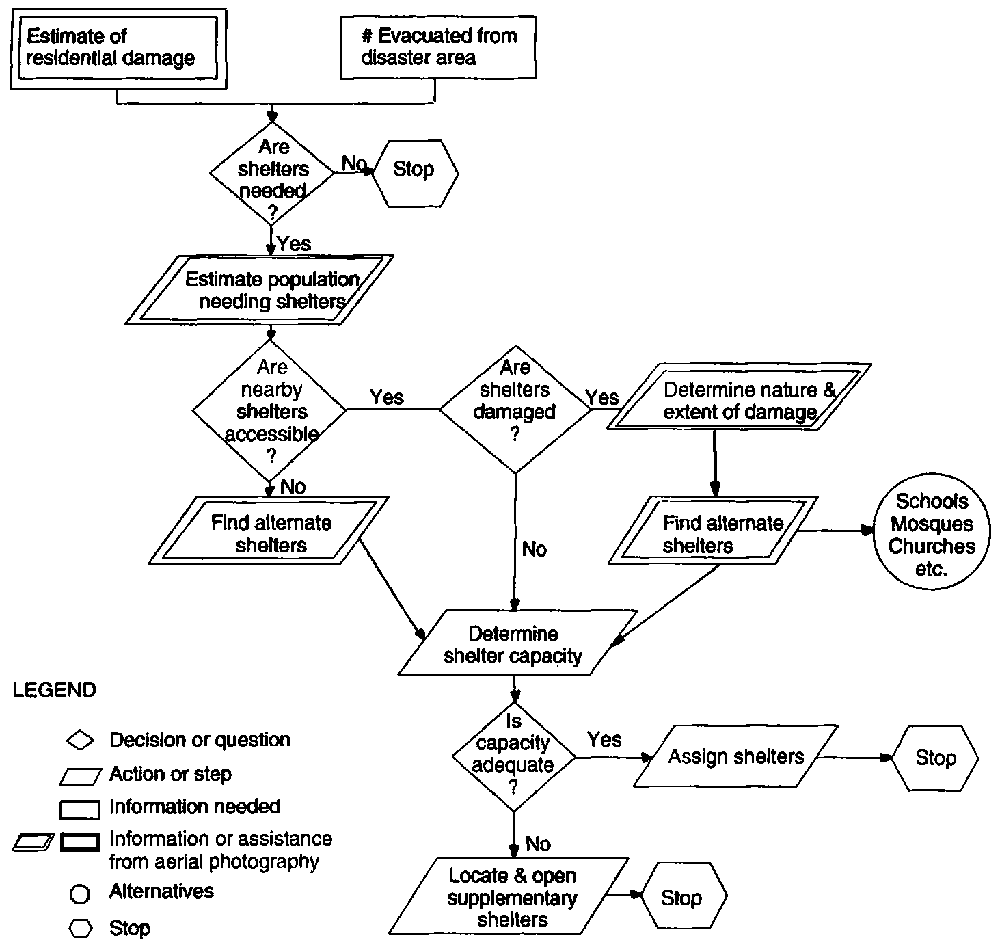 Estimate of
residential damage
# Evacuated from
disaster area
Are
shelters
needed
?
No
Stop
Yes
Estimate population
needing shelters
Are
nearby
shelters
accessible
?
Yes
Are
shelters
damaged
?
Yes
Determine nature &
extent of damage
No
Find alternate
shelters
No
Find alternate
shelters
Schools
Mosques
Churches
etc.
Determine
shelter capacity
Is
capacity
adequate
?
Yes
Assign shelters
Stop
No
Locate & open
supplementary
shelters
Stop
LEGEND
Decision or question
Action or step
Information needed
Information or assistance
from aerial photography
Alternatives
Stop